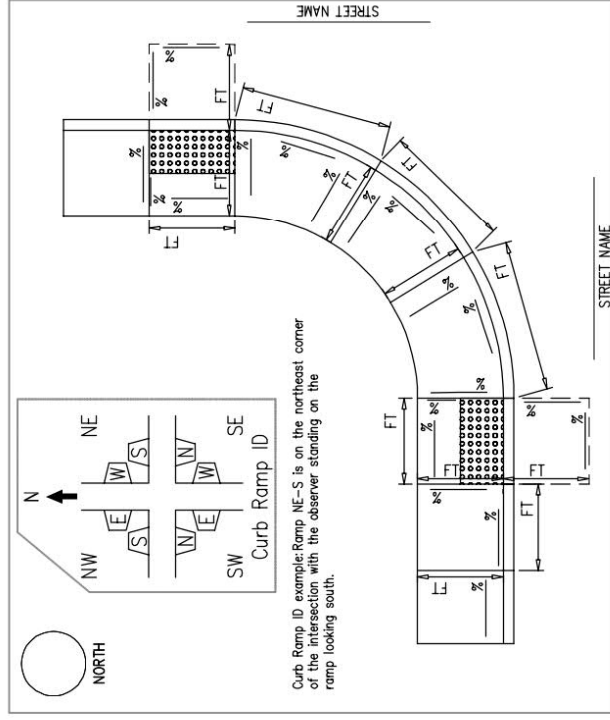 STREET NAME
N
NW
NE
E
W
S
S
N
N
E
W
SW
SE
Curb Ramp ID
NORTH
Curb Ramp ID example: Ramp NE-S is on the northeast corner
of the intersection with the observer standing on the
ramp looking south.
%
%
FT
%
%
%
%
FT
%
FT
FT
%
%
%
FT
%
%
FT
FT
%
%
FT
%
FT
%
%
%
FT
FT
%
%
%
FT
%
FT
%
STREET NAME